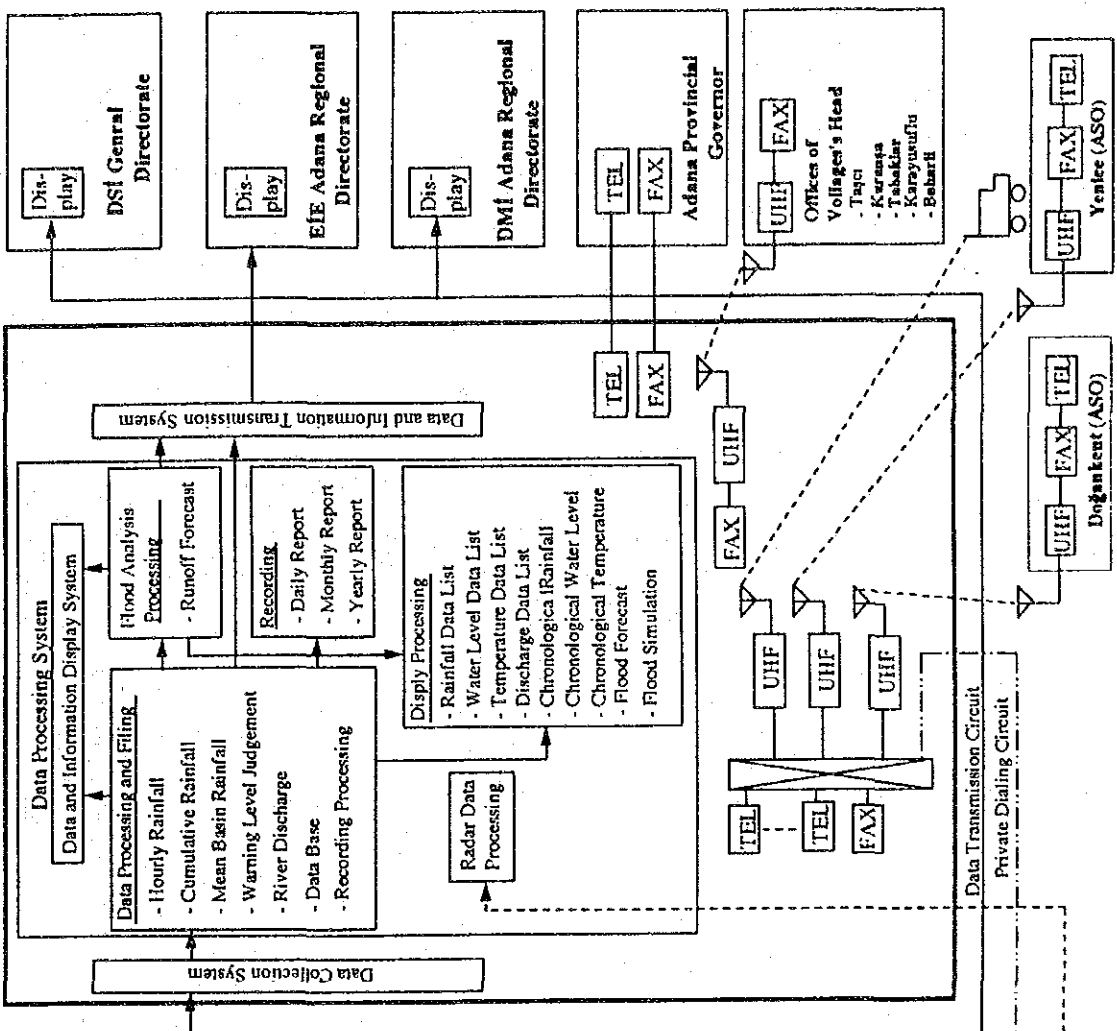 Data Processing System
Data and Information Display System
Data Processing and Filing
- Hourly Rainfall
- Cumulative Rainfall
- Mean Basin Rainfall
- Warning Level Judgement
- River Discharge
- Data Base
- Recording Processing
Flood Analysis
Processing
- Runoff Forecast
Recording
- Daily Report
- Monthly Report
- Yearly Report
Disply Processing
- Rainfall Data List
- Water Level Data List
- Temperature Data List
- Discharge Data List
- Chronological Rainfall
- Chronological Water Level
- Chronological Temperature
- Flood Forecast
- Flood Simulation
Radar Data
Processing
Data Collection System
Data and Information Transmission System
Dis-
play
DSİ Genral
Directorate
Dis-
play
EİE Adana Regional
Directorate
Dis-
play
DMİ Adana Regional
Directorate
TEL
TEL
FAX
FAX
Adana Provincial
Governor
FAX
UHF
UHF
FAX
Offices of
Vollages's Head
- Taşcı
- Tabaklar
- Karayusuflu
TEL
TEL
FAX
UHF
UHF
UHF
Data Transmission Circuit
Private Dialing Circuit
UHF
FAX
TEL
Doğankent (ASO)
UHF
FAX
TEL
Yenice (ASO)